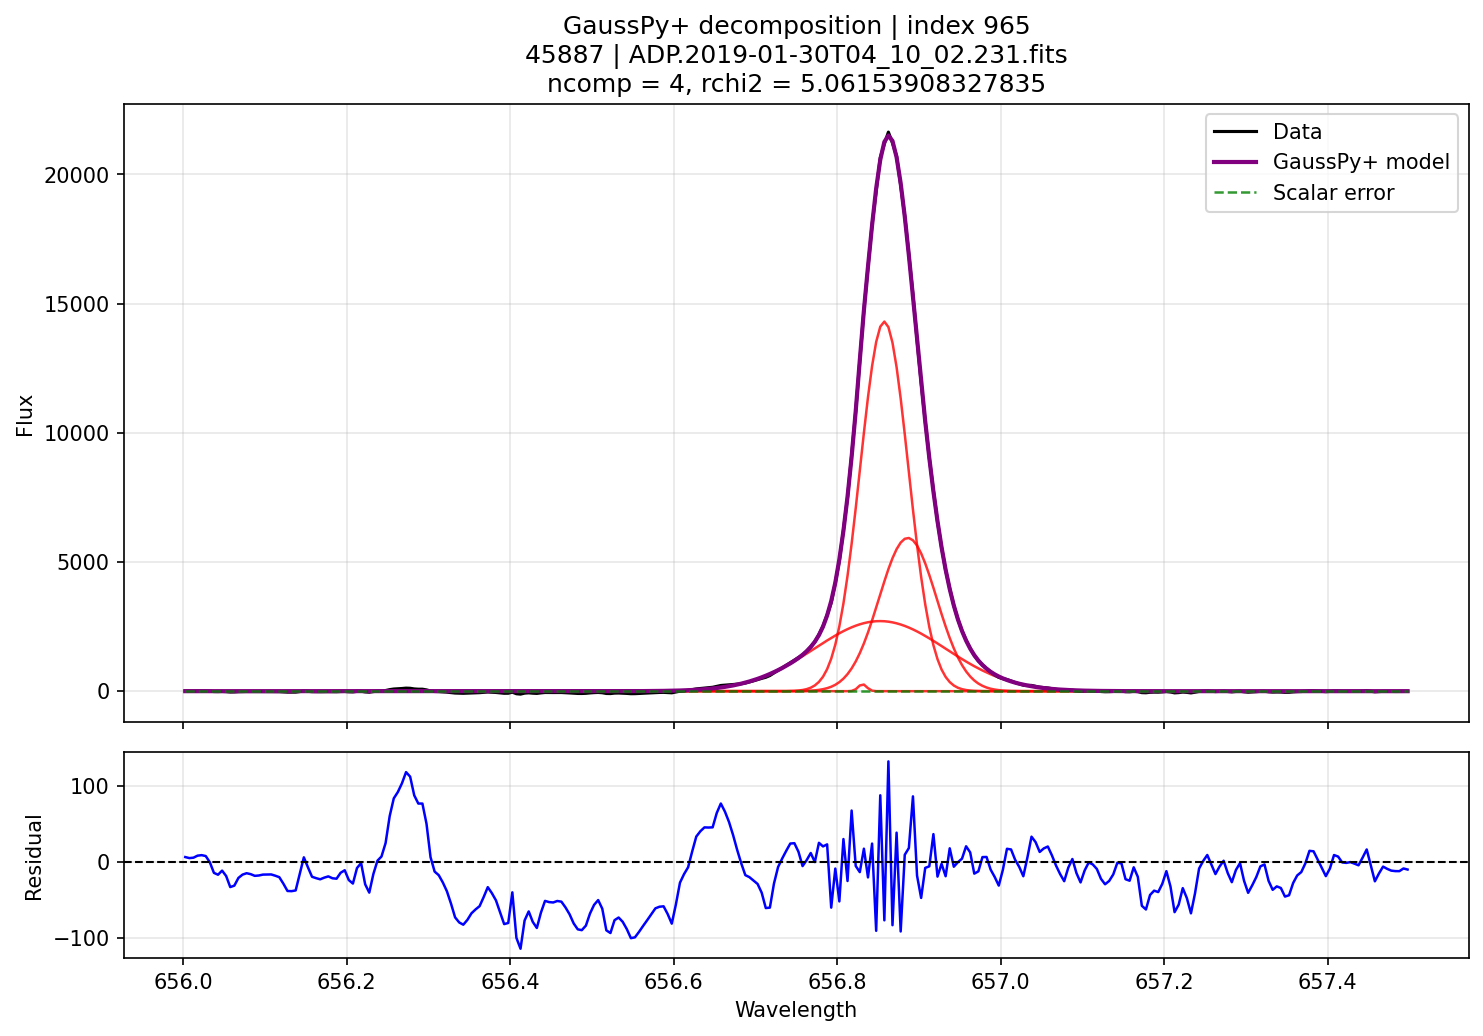 GaussPy+ decomposition | index 965
45887 | ADP.2019-01-30T04_10_02.231.fits
ncomp = 4, rchi2 = 5.06153908327835
Data
GaussPy+ model
Scalar error
Flux
20000
15000
10000
5000
0
Residual
100
0
−100
656.0
656.2
656.4
656.6
656.8
657.0
657.2
657.4
Wavelength